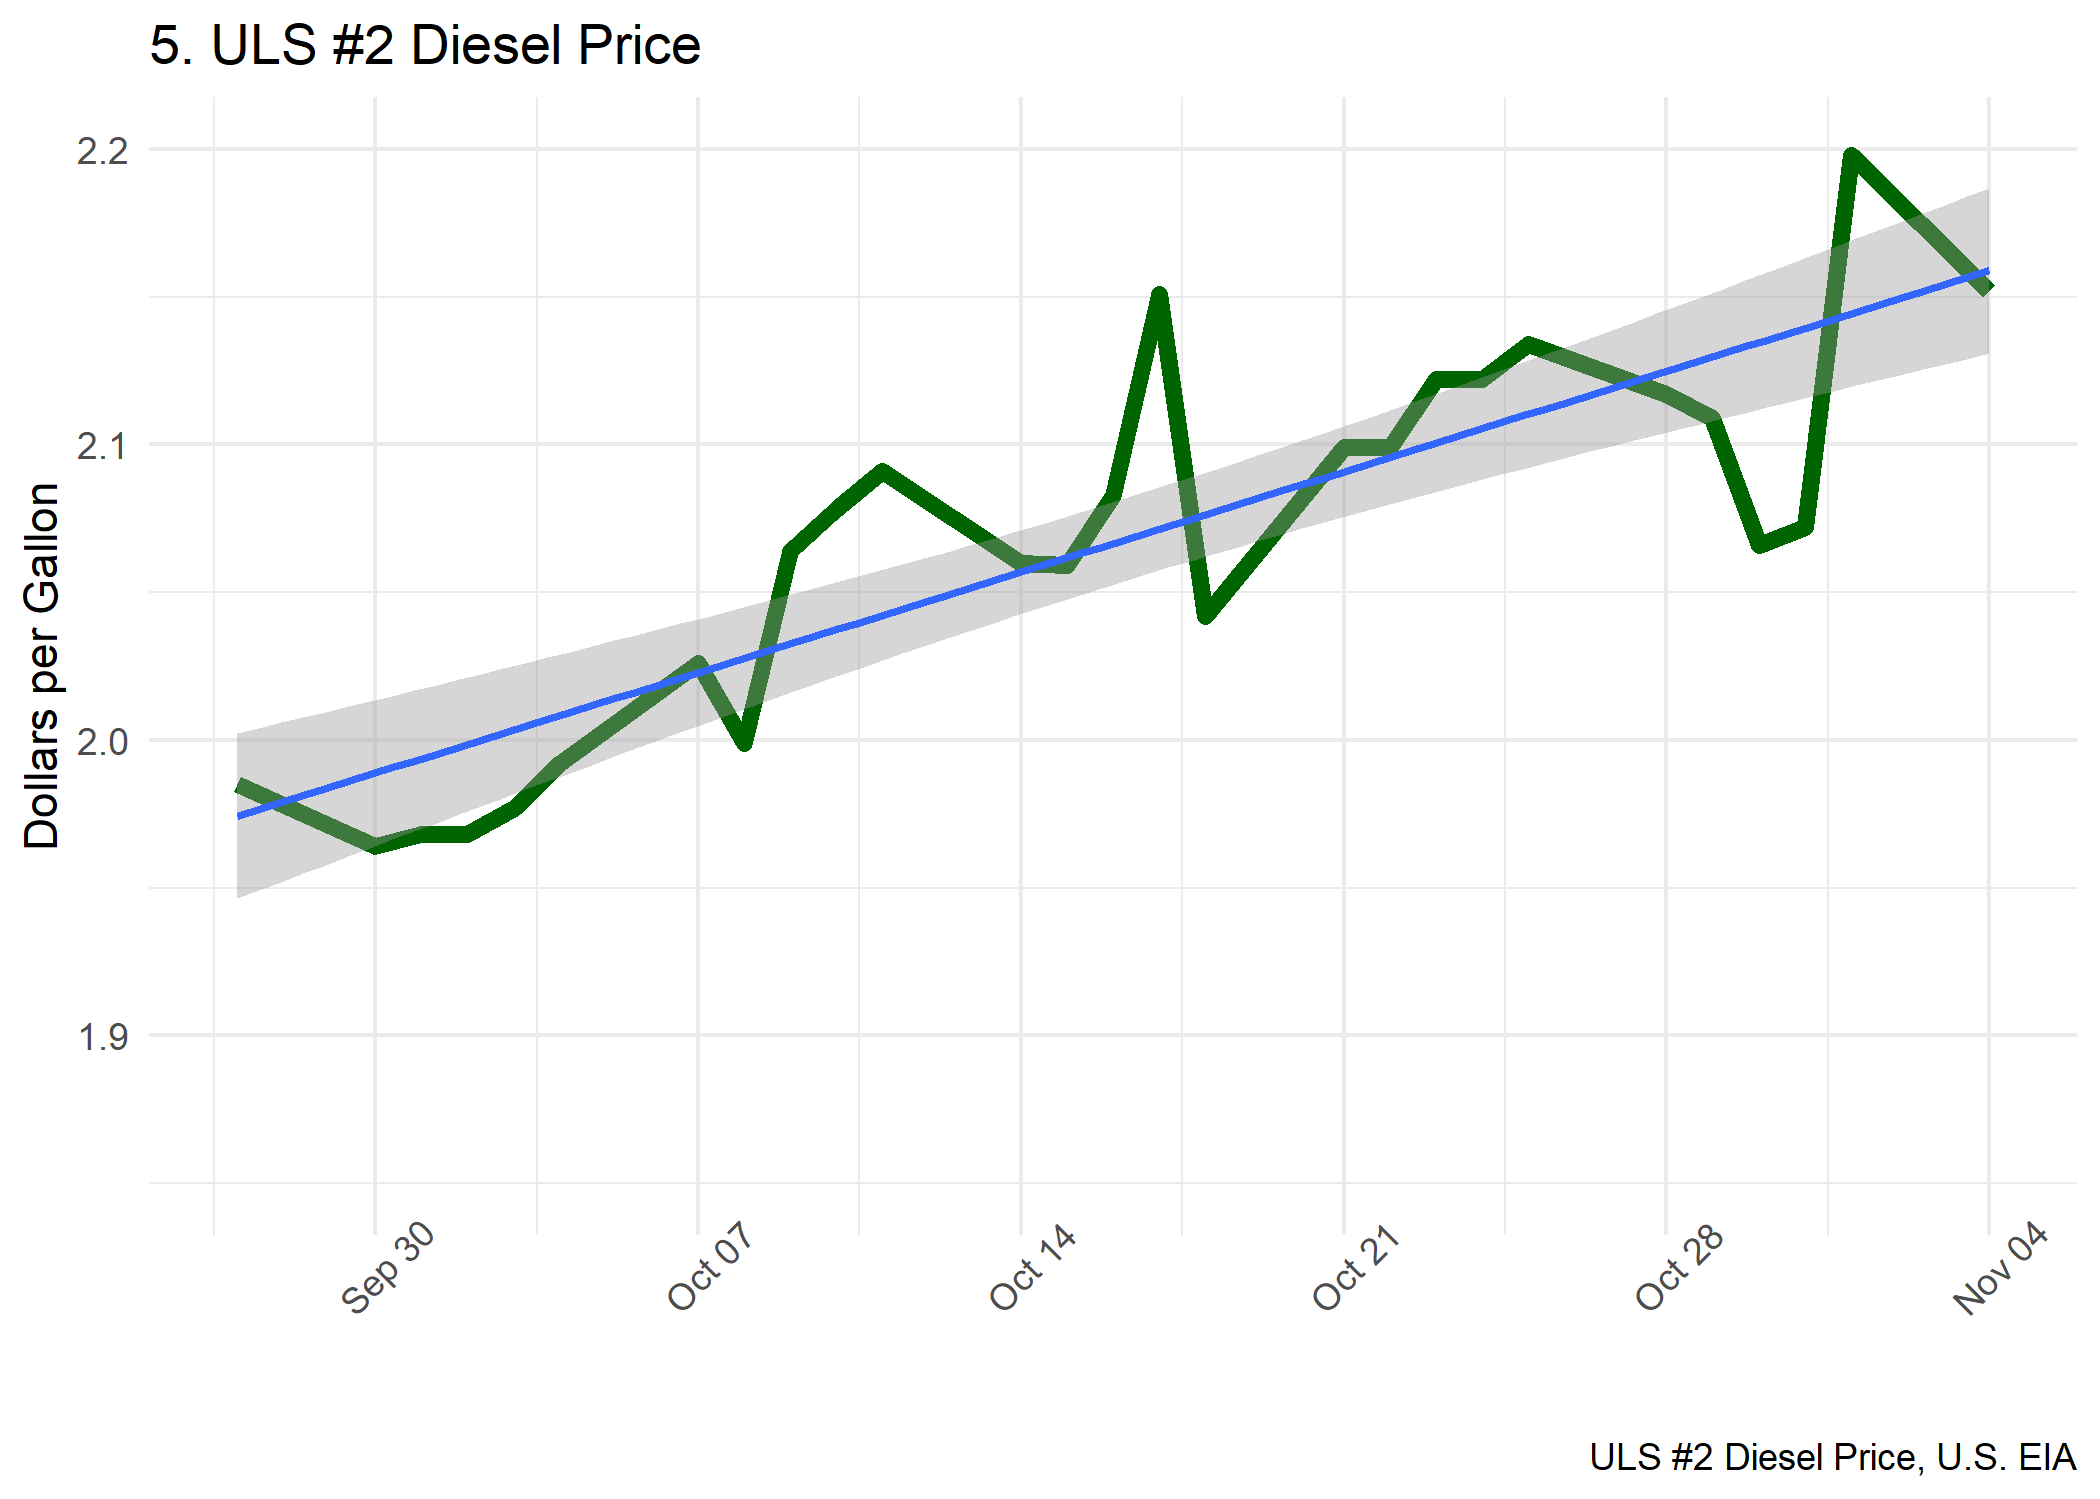 5. ULS #2 Diesel Price
Dollars per Gallon
2.2
2.1
2.0
1.9
Sep 30
Oct 07
Oct 14
Oct 21
Oct 28
Nov 04
ULS #2 Diesel Price, U.S. EIA